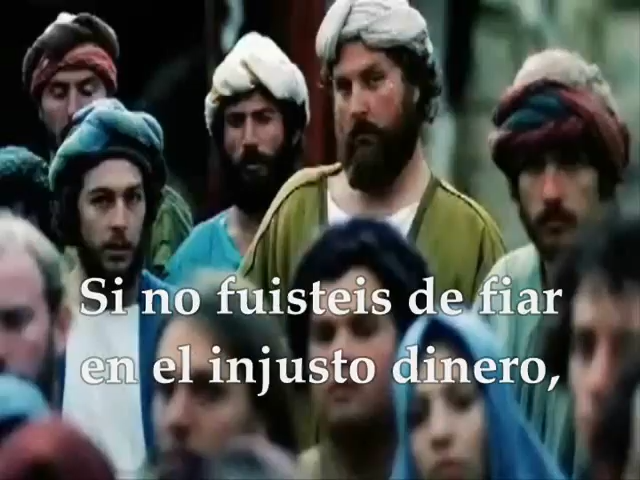 Si no fuisteis de fiar
en el injusto dinero,